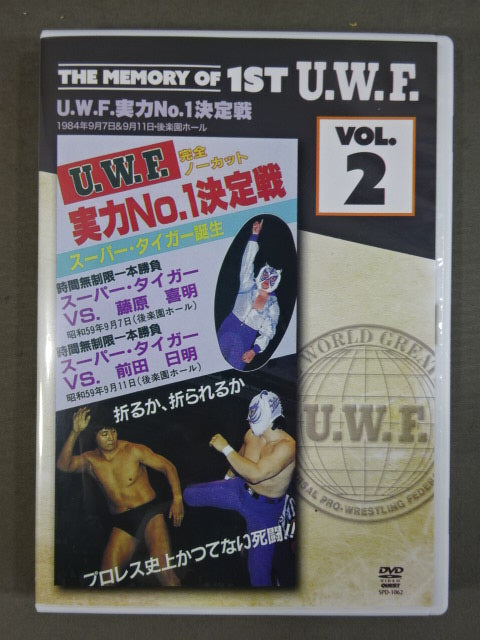 THE MEMORY OF 1ST U.W.F.
U.W.F.実力No.1決定戦
1984年9月7日&9月11日・後楽園ホール
VOL.
2
U.W.F.
完全
ノーカット
実力No.1決定戦
スーパー・タイガー誕生
時間無制限一本勝負
スーパー・タイガー
VS. 藤原 喜明
昭和59年9月7日(後楽園ホール)
時間無制限一本勝負
スーパー・タイガー
VS. 前田 日明
昭和59年9月11日(後楽園ホール)
折るか、折られるか
プロレス史上かつてない死闘!!
WORLD GREA
U.W.F.
SAL PRO-WRESTLING FEDER
DVD
VIDEO
QUEST
SPD-1062